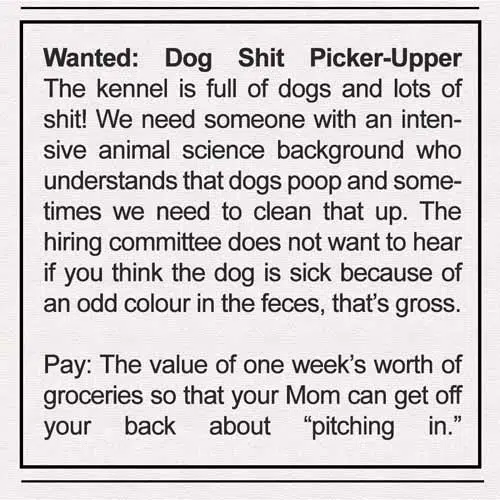 Wanted: Dog Shit Picker-Upper
The kennel is full of dogs and lots of
shit! We need someone with an inten-
sive animal science background who
understands that dogs poop and some-
times we need to clean that up. The
hiring committee does not want to hear
if you think the dog is sick because of
an odd colour in the feces, that’s gross.
Pay: The value of one week’s worth of
groceries so that your Mom can get off
your back about “pitching in.”